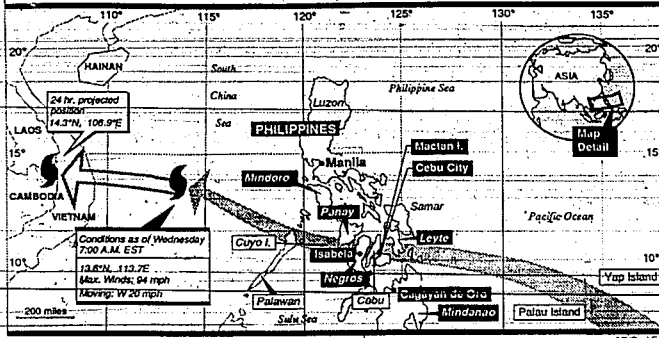 110°
115°
120°
125°
130°
135°
20°
HAINAN
South
China
Sea
Philippine Sea
ASIA
Map
Detail
24 hr. projected
position
14.3°N, 106.9°E
Luzon
PHILIPPINES
LAOS
15°
Manila
Mactan I.
Cebu City
15°
Mindoro
CAMBODIA
VIETNAM
Panay
Samar
Pacific Ocean
Conditions as of Wednesday
7:00 A.M. EST
13.6°N, 113.7E
Max. Winds: 94 mph
Moving: W 20 mph
Cuyo I.
Leyte
Isabela
10°
10°
Negros
Yap Island
Palawan
Cebu
Cagayan de Oro
200 miles
Sulu Sea
Mindanao
Palau Island